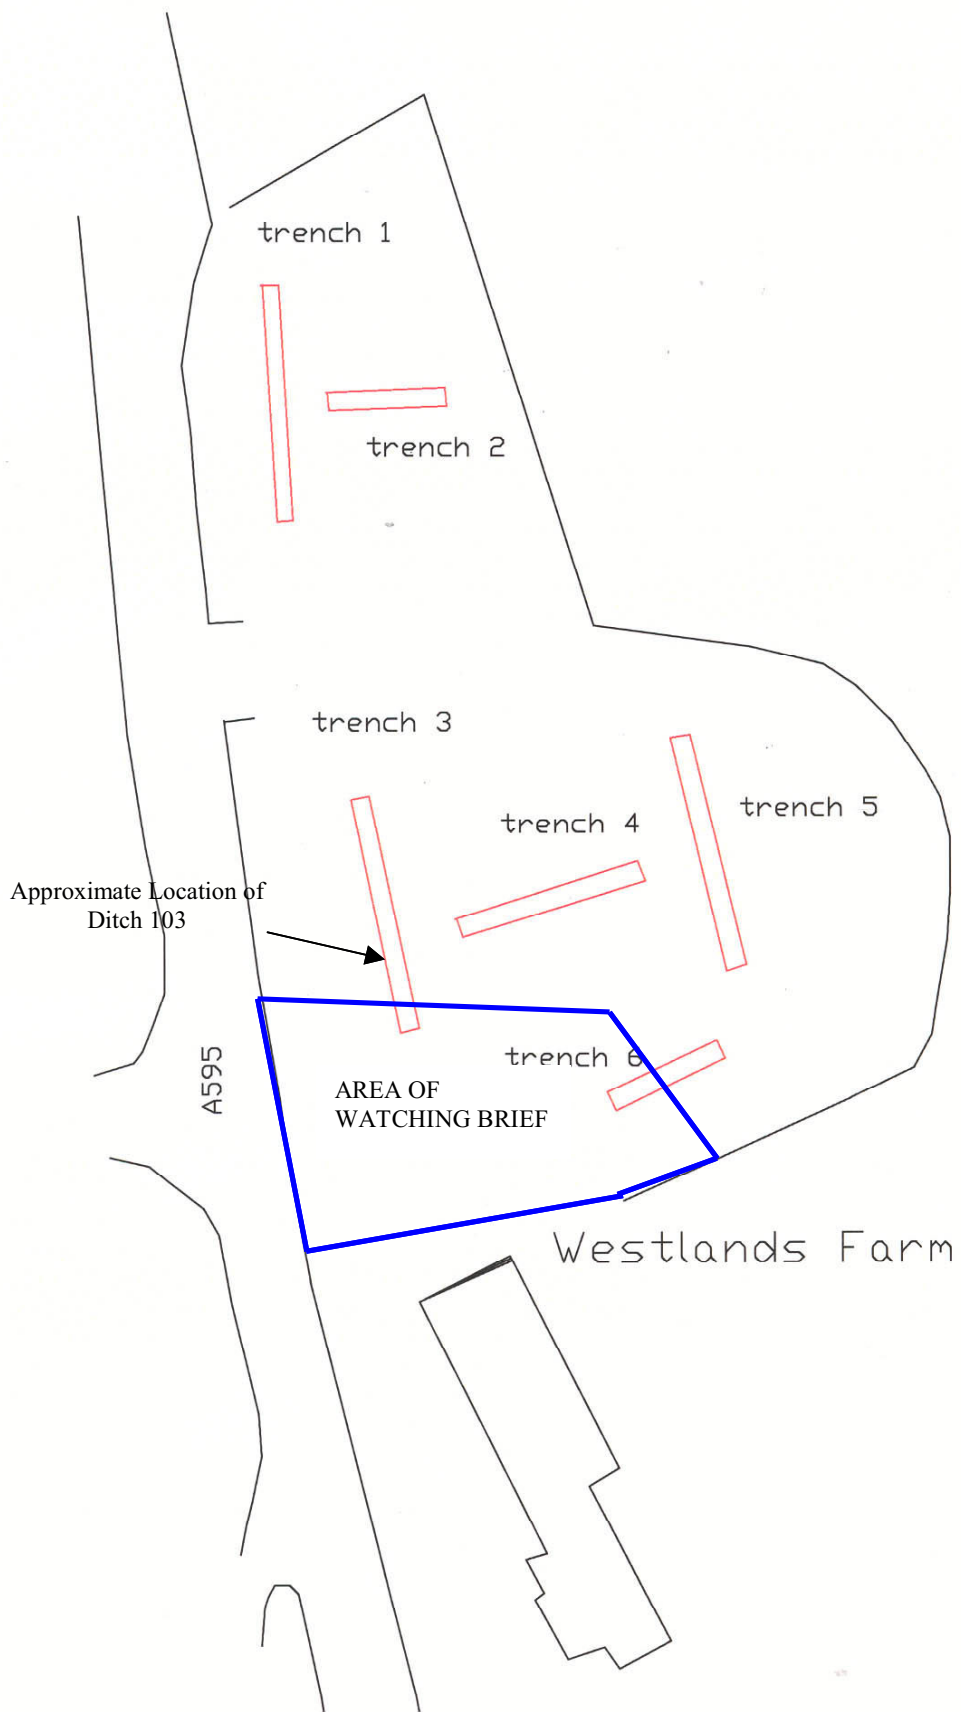 trench 1
trench 2
trench 3
trench 4
trench 5
Approximate Location of
Ditch 103
trench 6
A595
AREA OF
WATCHING BRIEF
Westlands Farm